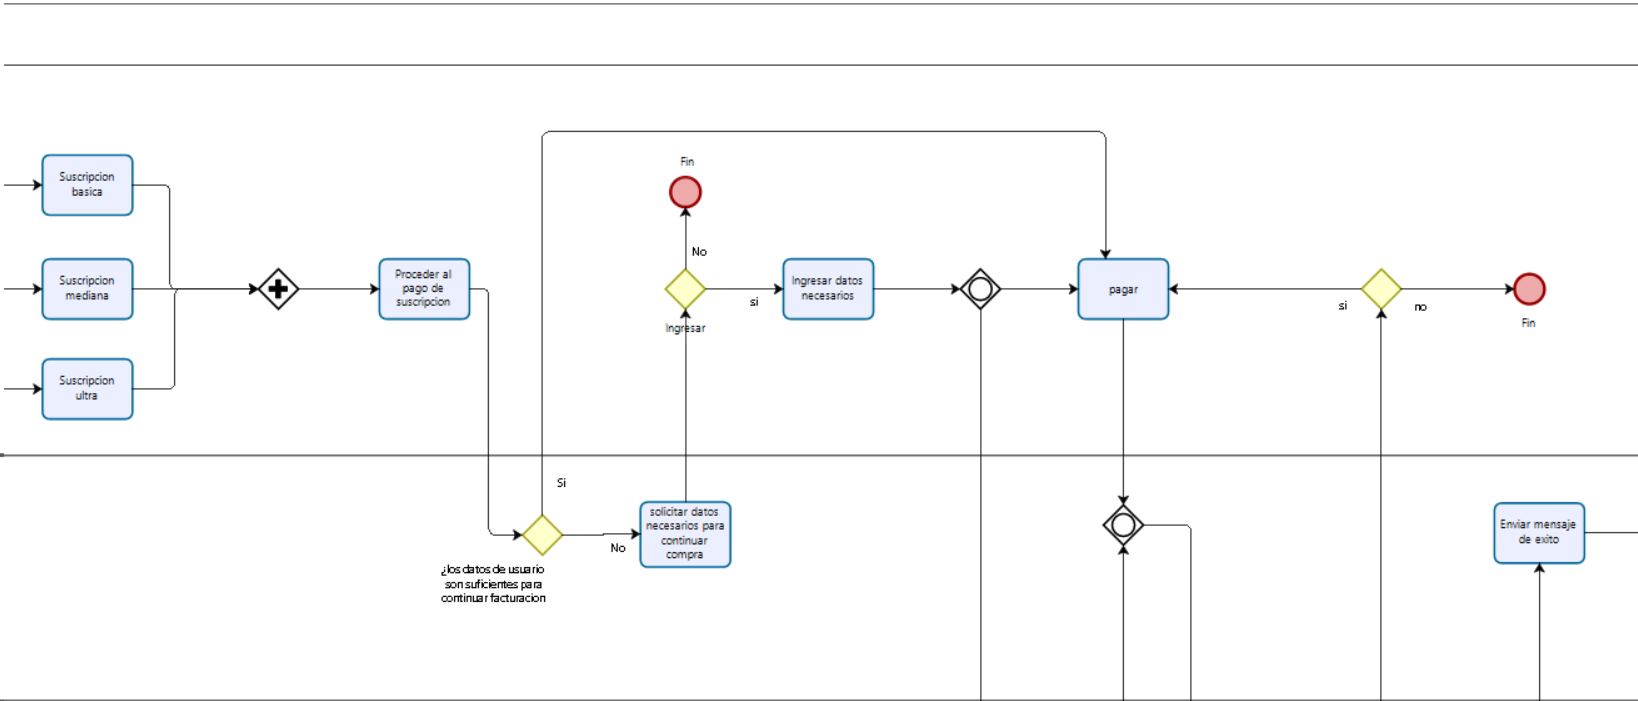 Suscripcion
basica
Suscripcion
mediana
Suscripcion
ultra
Proceder al
pago de
suscripcion
¿los datos de usuario
son suficientes para
continuar facturacion
Si
No
solicitar datos
necesarios para
continuar
compra
Fin
No
Ingresar
si
Ingresar datos
necesarios
pagar
si
no
Fin
Enviar mensaje
de exito